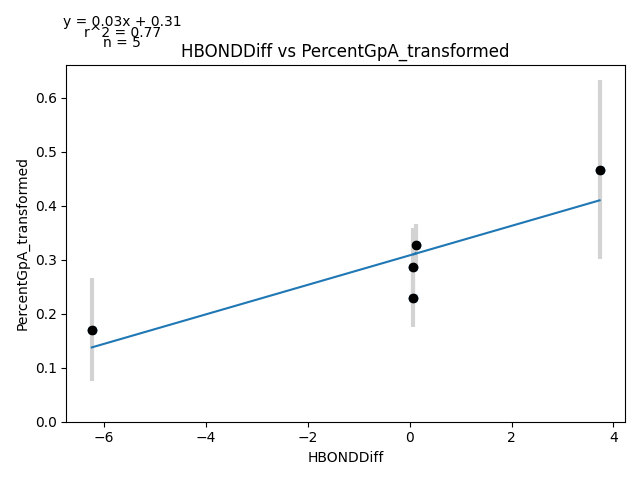 y = 0.03x + 0.31
r^2 = 0.77
n = 5
HBONDDiff vs PercentGpA_transformed
PercentGpA_transformed
0.6
0.5
0.4
0.3
0.2
0.1
0.0
−6 −4 −2 0 2 4
HBONDDiff